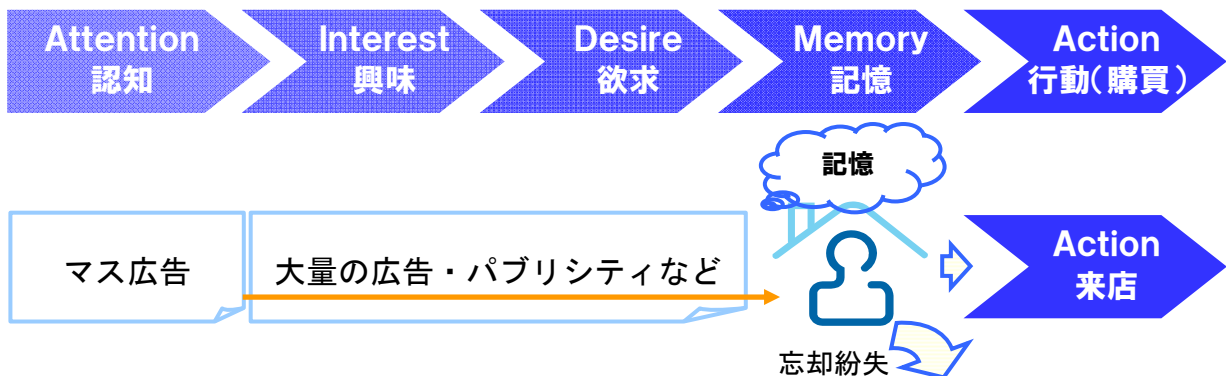 Attention
認知
Interest
興味
Desire
欲求
Memory
記憶
Action
行動(購買)
記憶
マス広告
大量の広告・パブリシティなど
Action
来店
忘却紛失